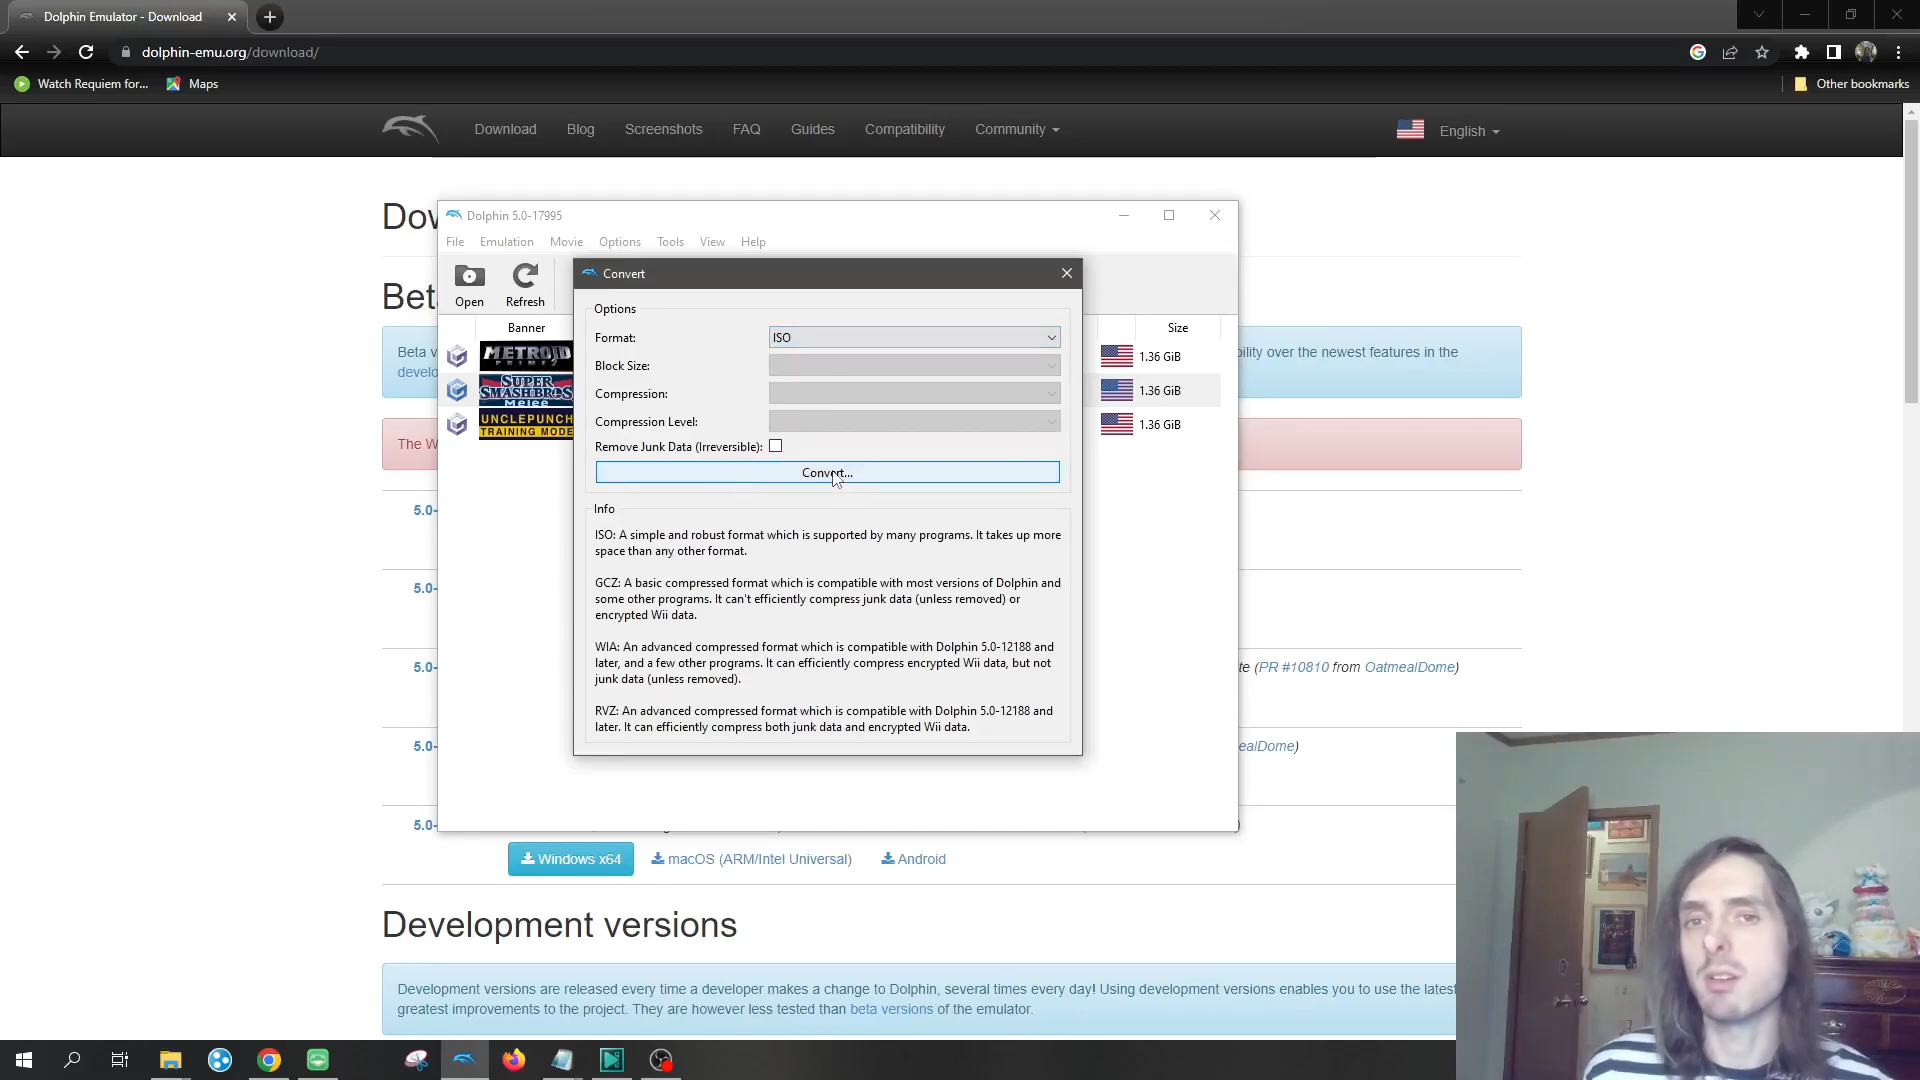 Dolphin Emulator - Download
dolphin-emu.org/download/
Watch Requiem for...
Maps
Other bookmarks
Download
Blog
Screenshots
FAQ
Guides
Compatibility
Community
English
Dow
Dolphin 5.0-17995
File
Emulation
Movie
Options
Tools
View
Help
Open
Refresh
Convert
Options
Format:
ISO
Block Size:
Compression:
Compression Level:
Remove Junk Data (Irreversible):
Convert...
Info
ISO: A simple and robust format which is supported by many programs. It takes up more
space than any other format.
GCZ: A basic compressed format which is compatible with most versions of Dolphin and
some other programs. It can't efficiently compress junk data (unless removed) or
encrypted Wii data.
WIA: An advanced compressed format which is compatible with Dolphin 5.0-12188 and
later, and a few other programs. It can efficiently compress encrypted Wii data, but not
junk data (unless removed).
RVZ: An advanced compressed format which is compatible with Dolphin 5.0-12188 and
later. It can efficiently compress both junk data and encrypted Wii data.
Banner
Size
METROID
PRIME 2
1.36 GiB
SUPER
SMASH BROS
Melee
1.36 GiB
UNCLEPUNCH
TRAINING MODE
1.36 GiB
Bet
Beta v
bility over the newest features in the
develo
The W
5.0-
5.0-
5.0-
te (PR #10810 from OatmealDome)
5.0-
ealDome)
5.0-
Windows x64
macOS (ARM/Intel Universal)
Android
Development versions
Development versions are released every time a developer makes a change to Dolphin, several times every day! Using development versions enables you to use the latest
greatest improvements to the project. They are however less tested than beta versions of the emulator.